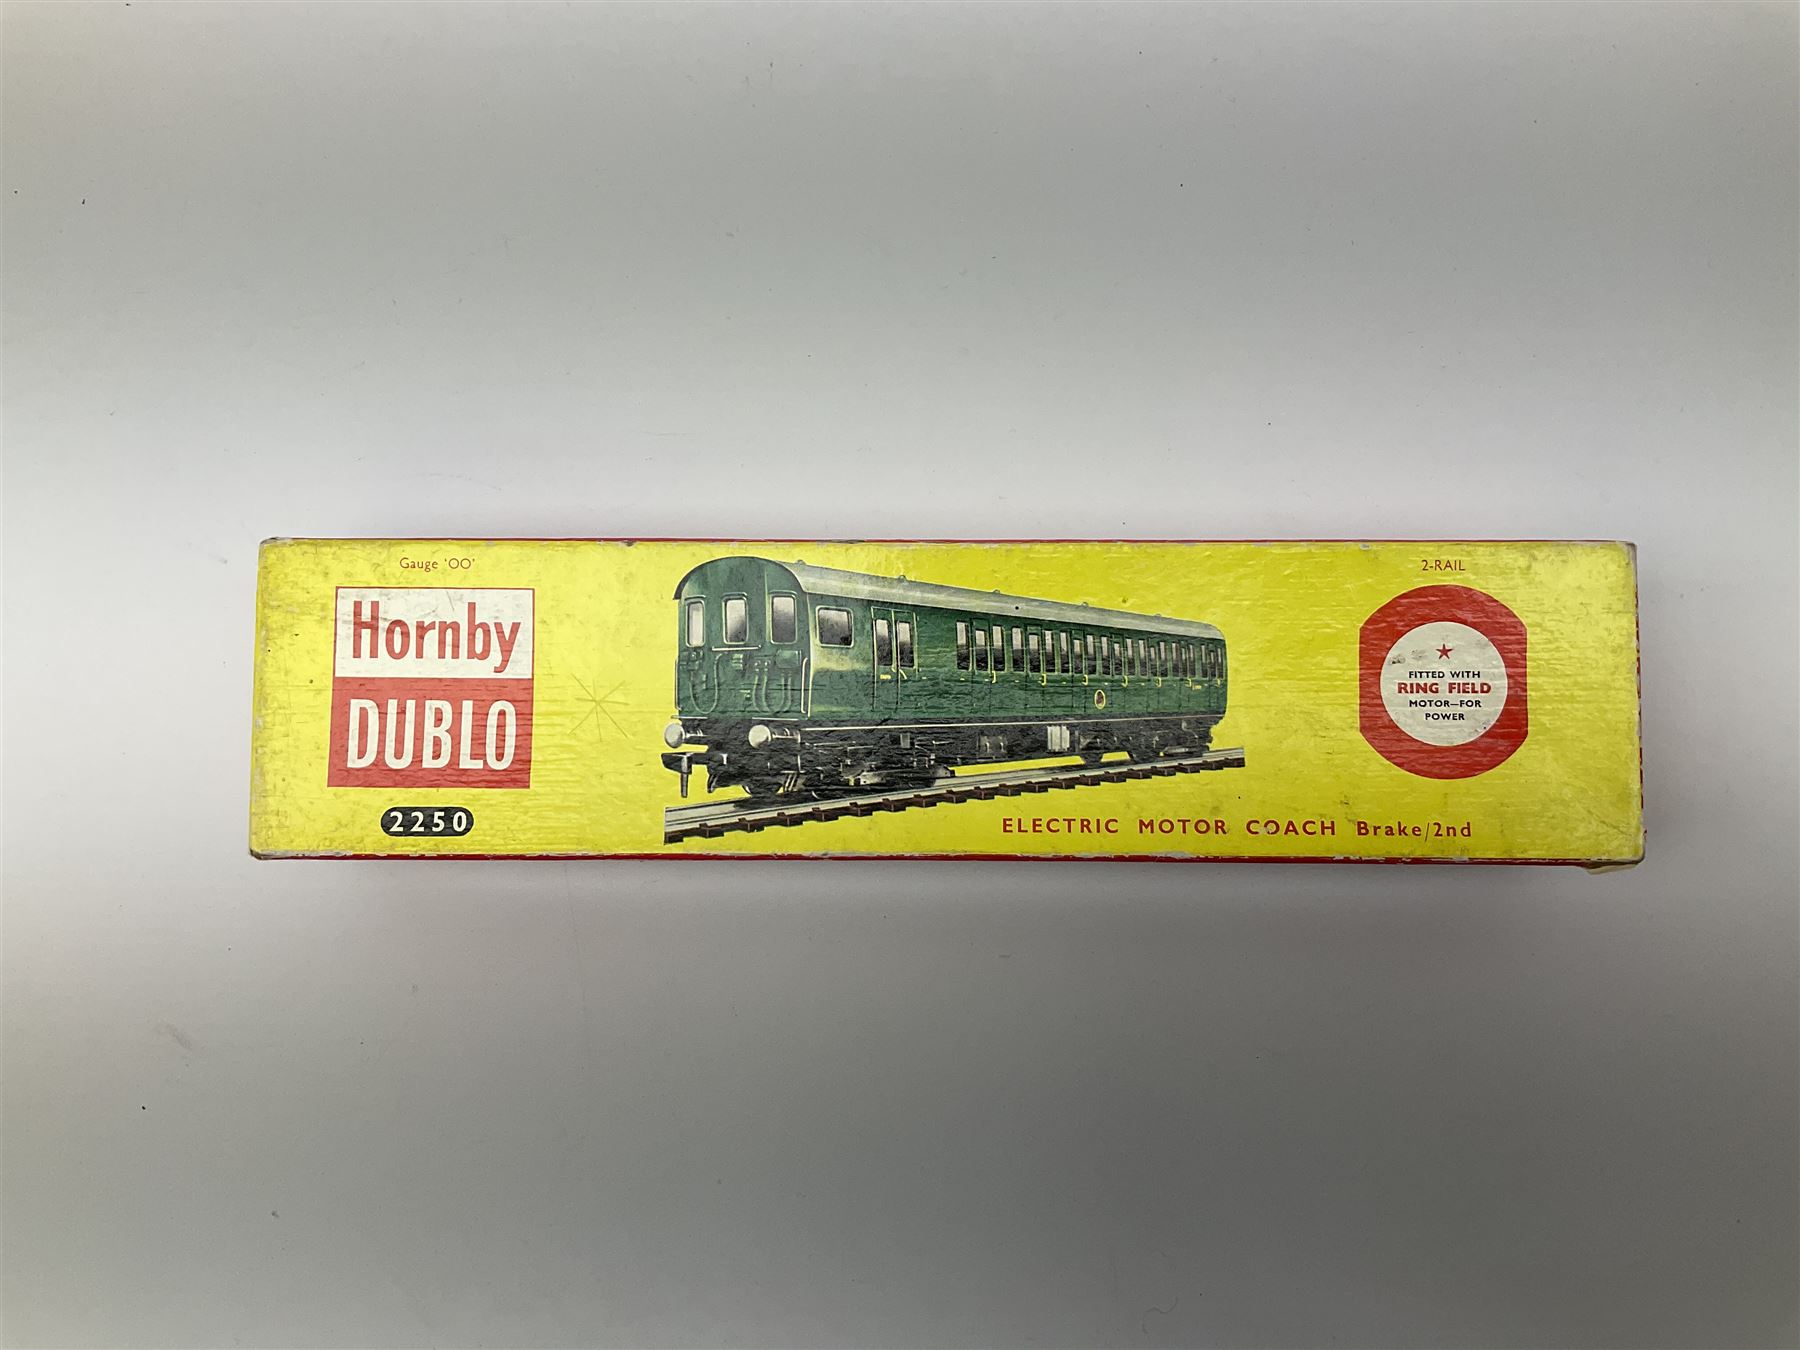 Gauge 'OO'
Hornby
DUBLO
2250
ELECTRIC MOTOR COACH Brake/2nd
2-RAIL
FITTED WITH
RING FIELD
MOTOR—FOR
POWER